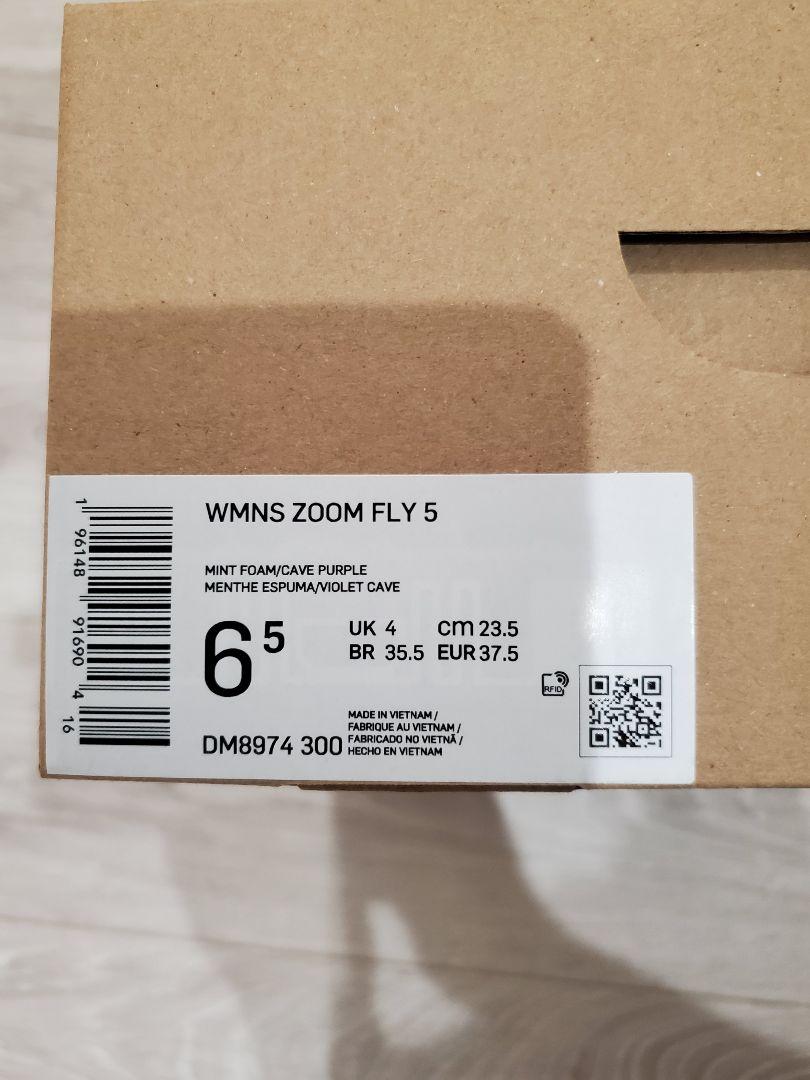 WMNS ZOOM FLY 5
MINT FOAM/CAVE PURPLE
MENTHE ESPUMA/VIOLET CAVE
6⁵
UK 4 cm 23.5
BR 35.5 EUR 37.5
RFID
DM8974 300
MADE IN VIETNAM /
FABRIQUE AU VIETNAM /
FABRICADO NO VIETNÃ /
HECHO EN VIETNAM
1 96148 91690 4 16